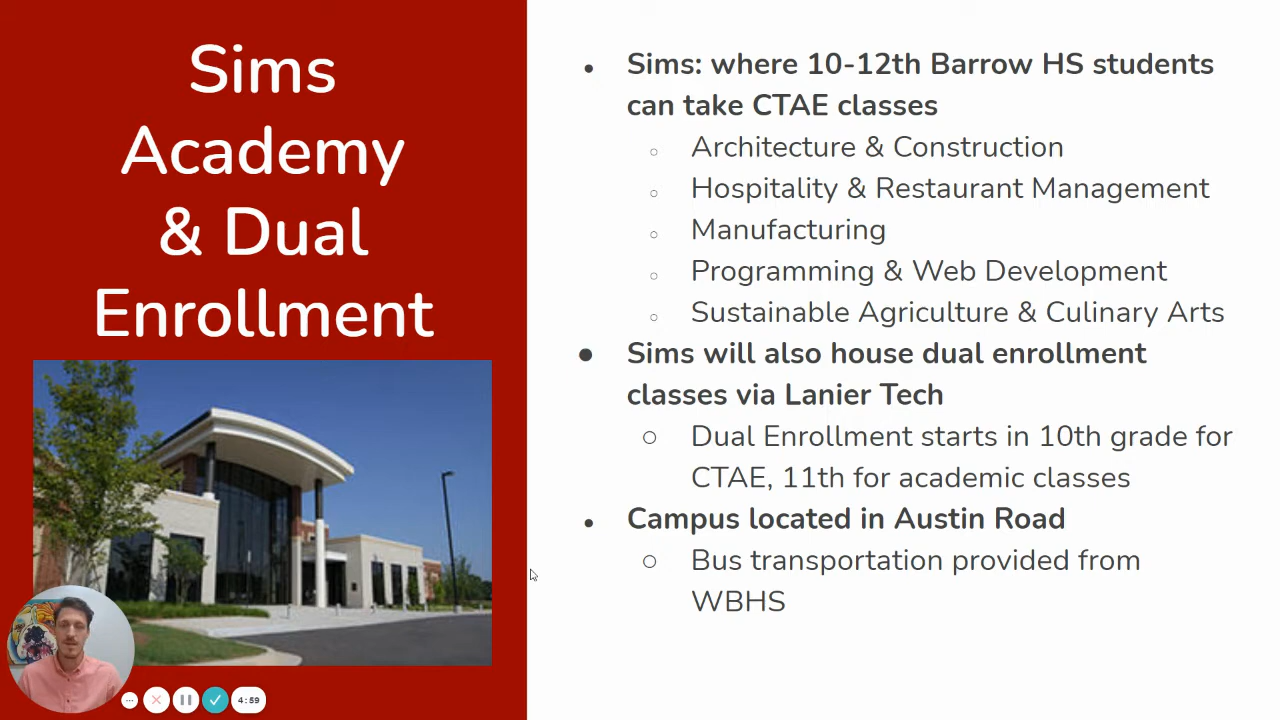 Sims
Academy
& Dual
Enrollment
Sims: where 10-12th Barrow HS students
can take CTAE classes
Architecture & Construction
Hospitality & Restaurant Management
Manufacturing
Programming & Web Development
Sustainable Agriculture & Culinary Arts
Sims will also house dual enrollment
classes via Lanier Tech
Dual Enrollment starts in 10th grade for
CTAE, 11th for academic classes
Campus located in Austin Road
Bus transportation provided from
WBHS
4:59